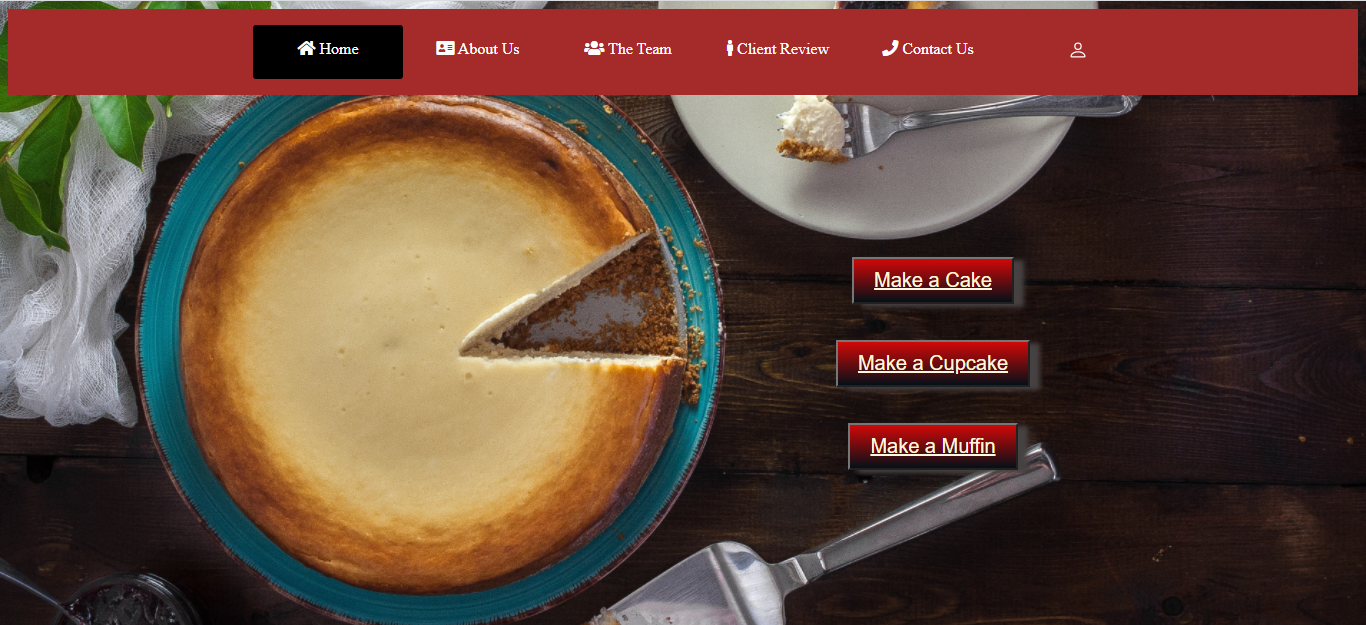 Home
About Us
The Team
Client Review
Contact Us
Make a Cake
Make a Cupcake
Make a Muffin